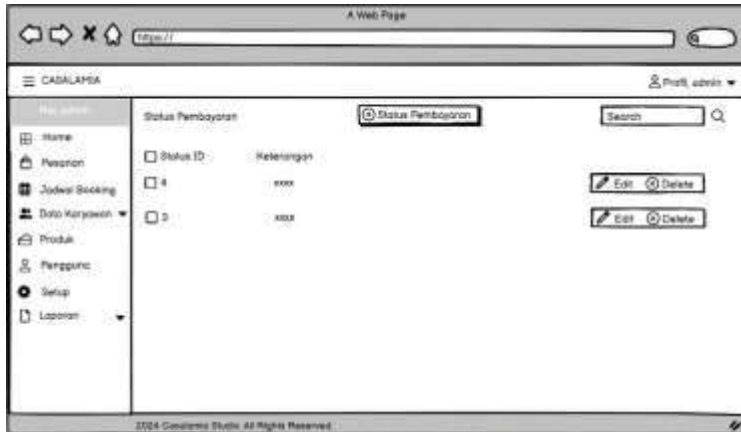 A Web Page
https://
CASALAMIA
Profil, admin
Hai, admin
Home
Pesanan
Jadwal Booking
Data Karyawan
Produk
Pengguna
Setup
Laporan
Status Pembayaran
Status Pembayaran
Search
Status ID Keterangan
4 xxxx
Edit Delete
3 xxxx
Edit Delete
2024 Casalamia Studio. All Rights Reserved